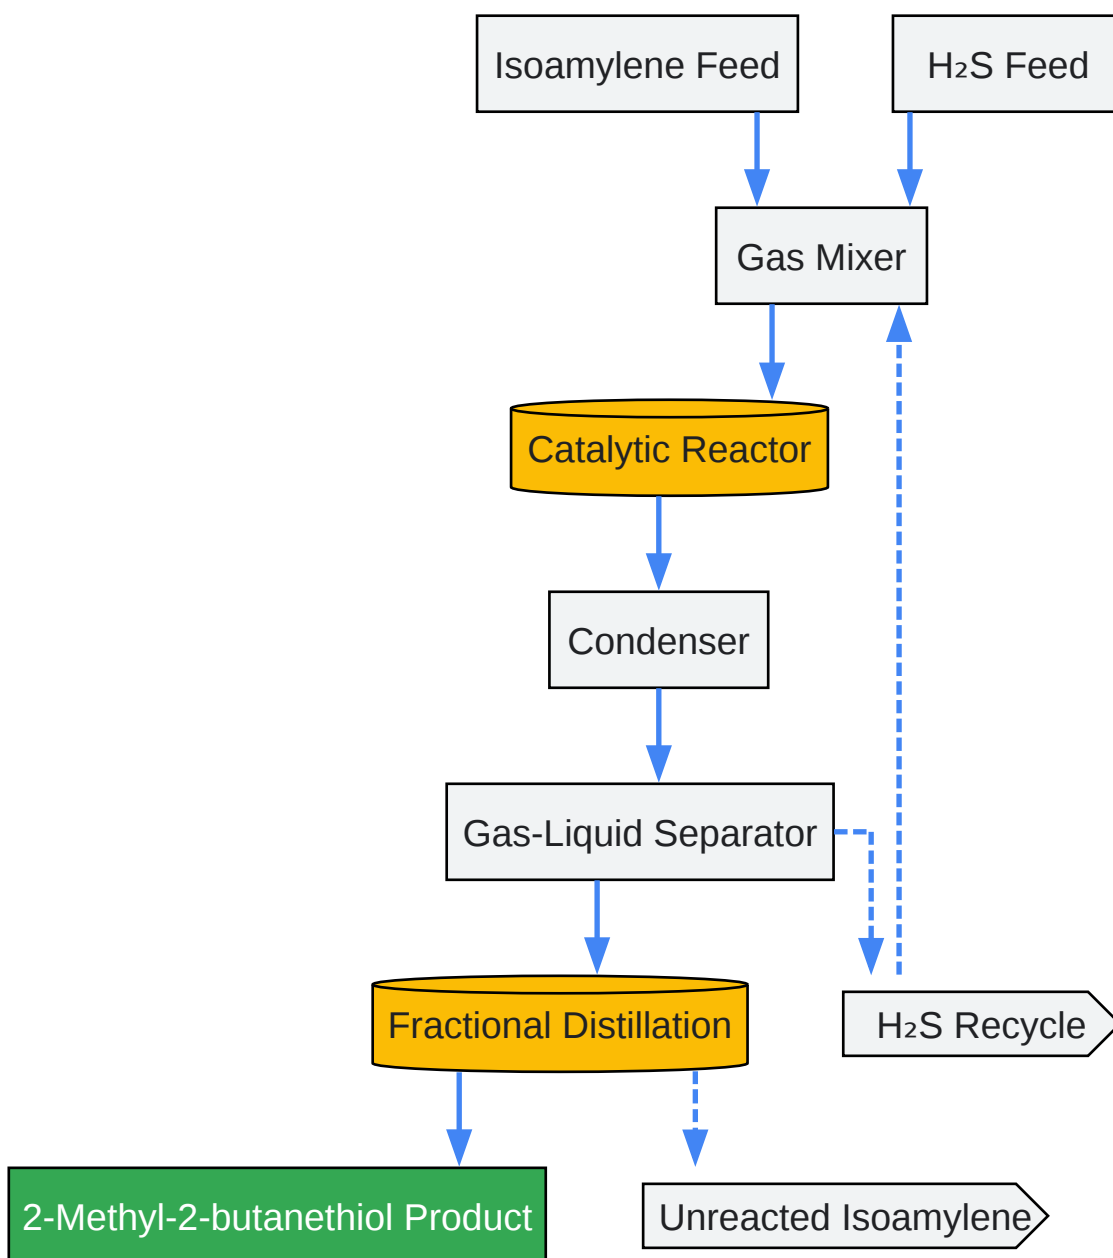 Isoamylene Feed
H₂S Feed
Gas Mixer
Catalytic Reactor
Condenser
Gas-Liquid Separator
Fractional Distillation
H₂S Recycle
2-Methyl-2-butanethiol Product
Unreacted Isoamylene